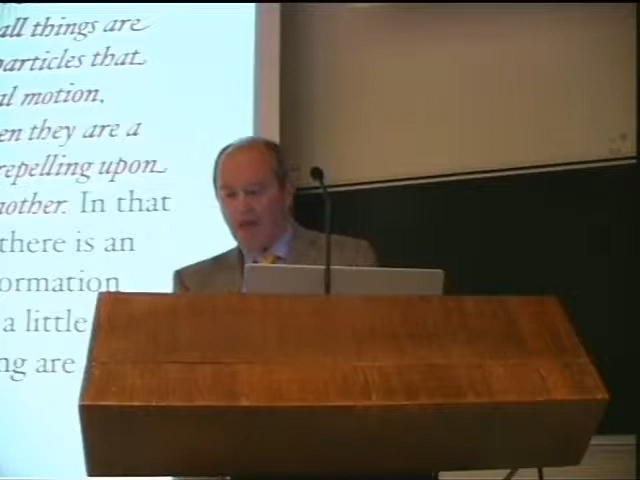 all things are
particles that
al motion,
en they are a
repelling upon
nother. In that
there is an
ormation
a little
ng are